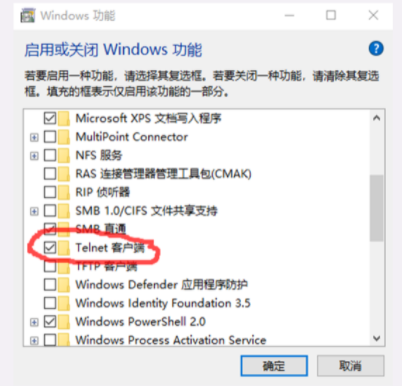 Windows 功能
启用或关闭 Windows 功能
若要启用一种功能，请选择其复选框。若要关闭一种功能，请清除其复选
框。填充的框表示仅启用该功能的一部分。
Microsoft XPS 文档写入程序
MultiPoint Connector
NFS 服务
RAS 连接管理器管理工具包(CMAK)
RIP 侦听器
SMB 1.0/CIFS 文件共享支持
SMB 直通
Telnet 客户端
TFTP 客户端
Windows Defender 应用程序防护
Windows Identity Foundation 3.5
Windows PowerShell 2.0
Windows Process Activation Service
确定
取消